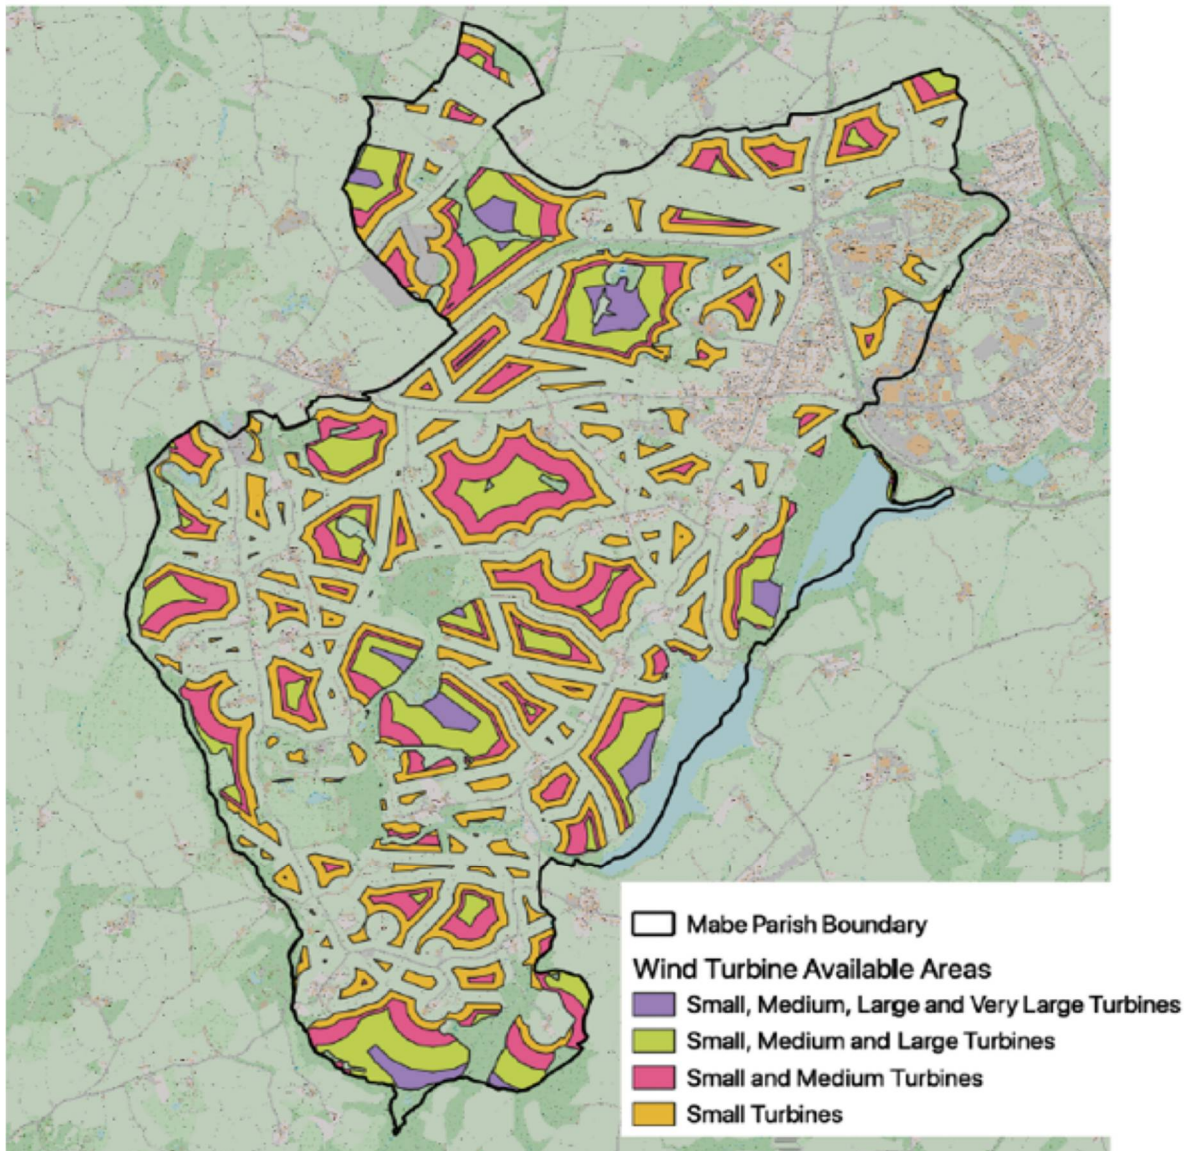 Mabe Parish Boundary
Wind Turbine Available Areas
Small, Medium, Large and Very Large Turbines
Small, Medium and Large Turbines
Small and Medium Turbines
Small Turbines